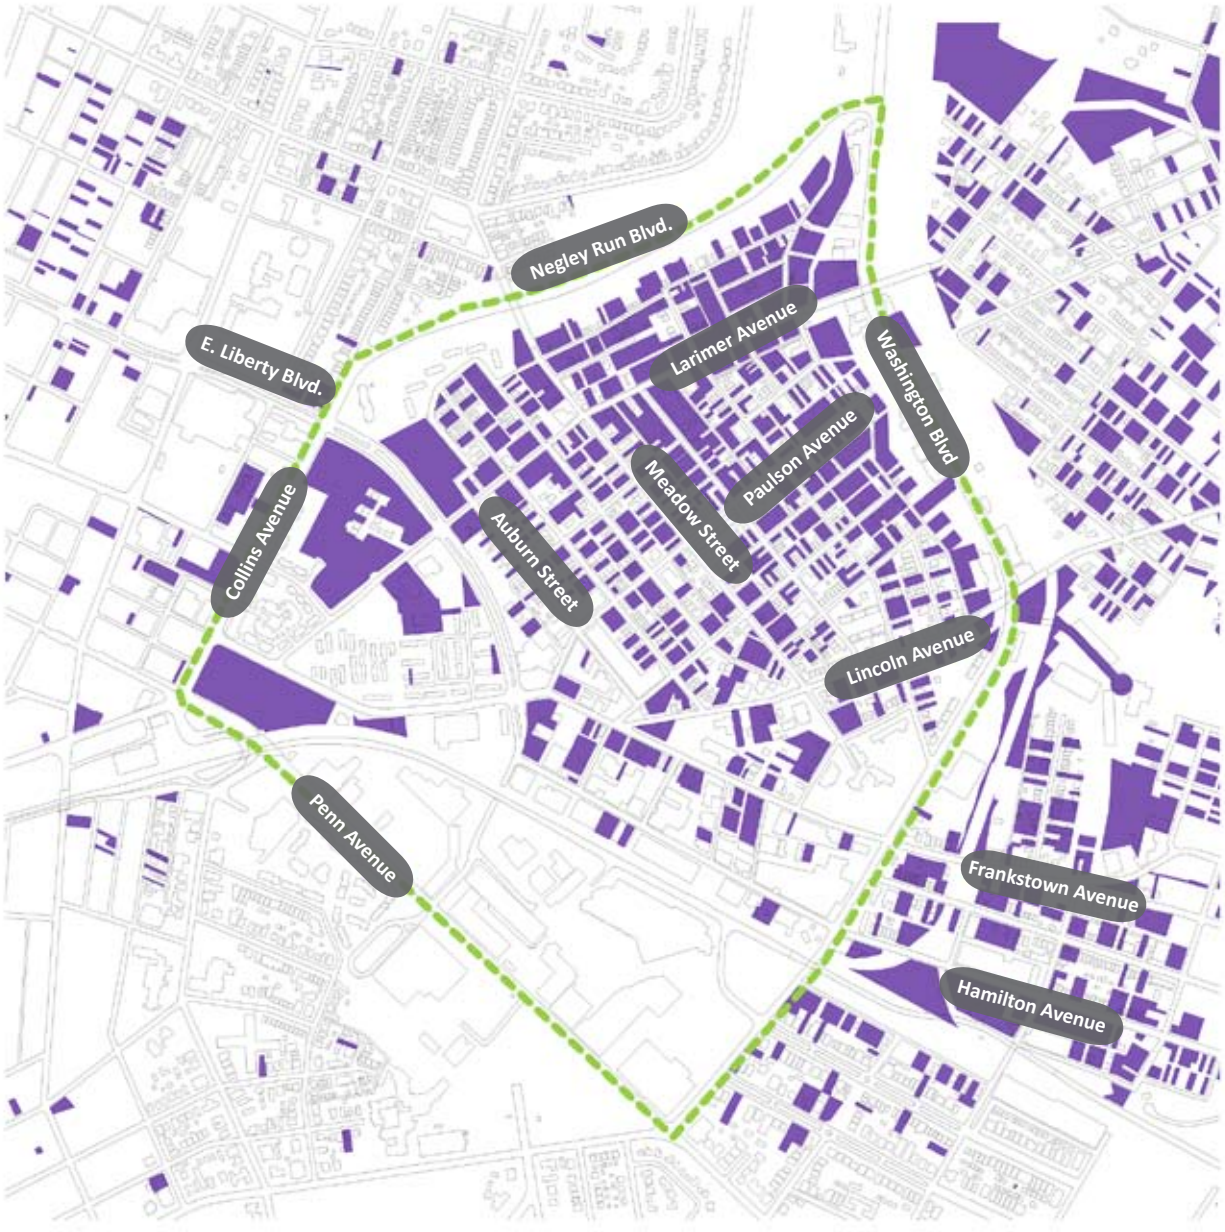 Negley Run Blvd.
E. Liberty Blvd.
Larimer Avenue
Washington Blvd
Paulson Avenue
Meadow Street
Collins Avenue
Auburn Street
Lincoln Avenue
Penn Avenue
Frankstown Avenue
Hamilton Avenue